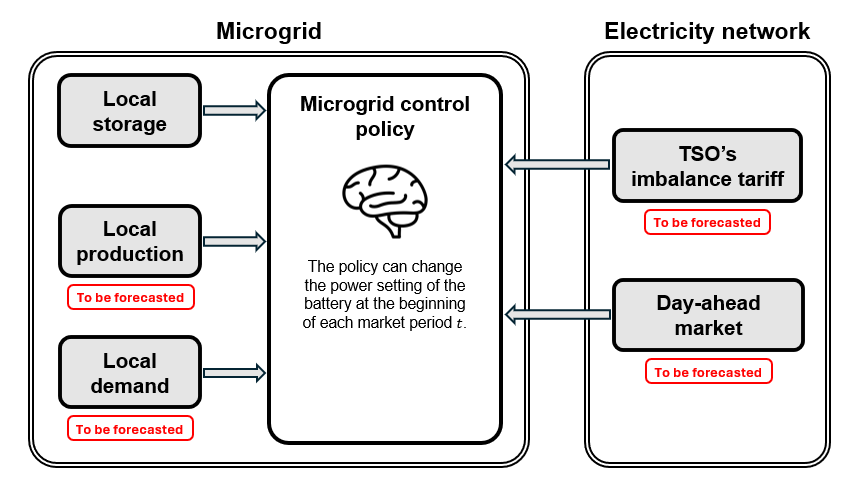 Microgrid
Electricity network
Local
storage
Local
production
To be forecasted
Local
demand
To be forecasted
Microgrid control
policy
The policy can change
the power setting of the
battery at the beginning
of each market period t.
TSO's
imbalance tariff
To be forecasted
Day-ahead
market
To be forecasted